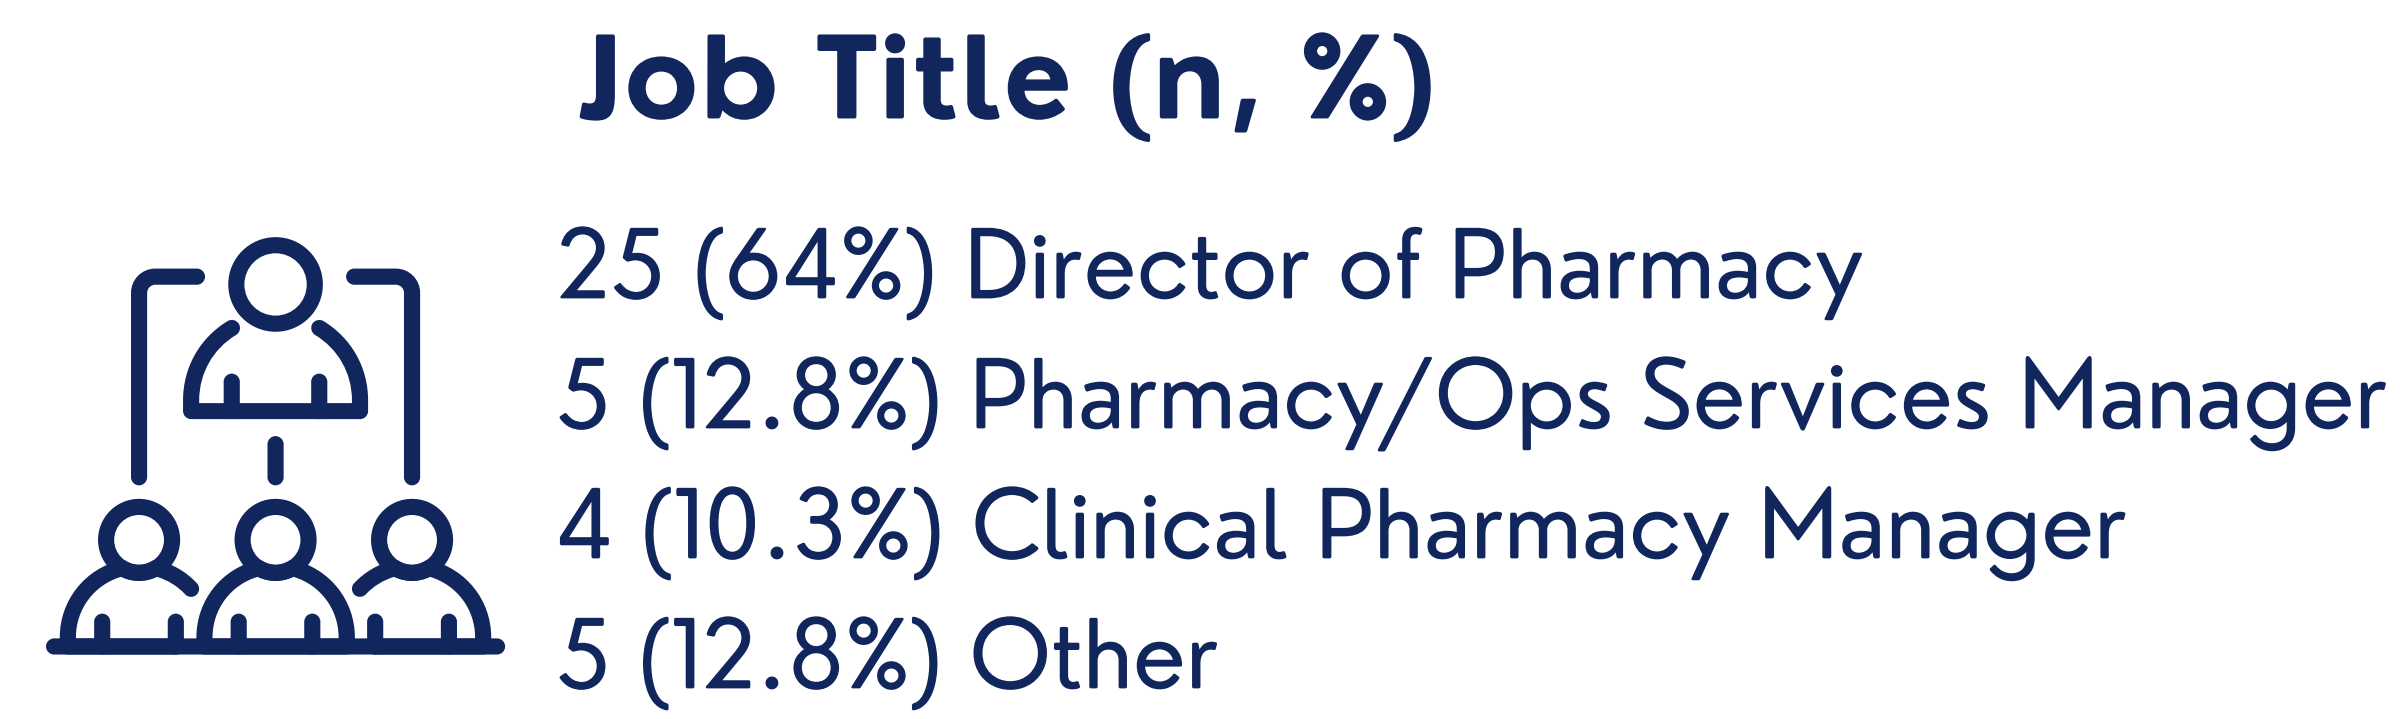 Job Title (n, %)
25 (64%) Director of Pharmacy
5 (12.8%) Pharmacy/Ops Services Manager
4 (10.3%) Clinical Pharmacy Manager
5 (12.8%) Other